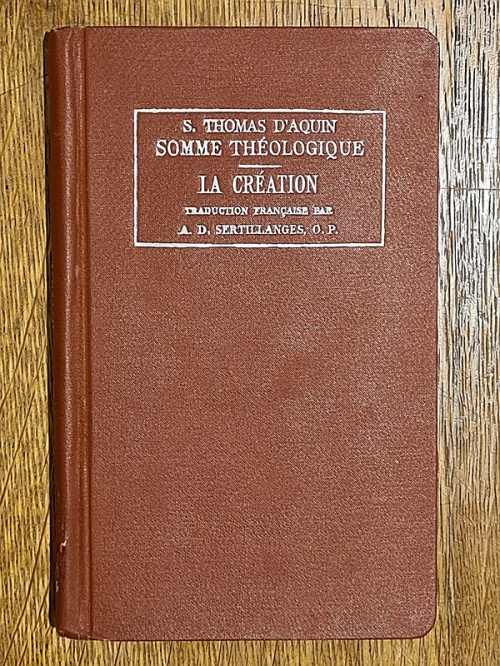 S. THOMAS D'AQUIN
SOMME THÉOLOGIQUE
LA CRÉATION
TRADUCTION FRANÇAISE PAR
A. D. SERTILLANGES, O. P.